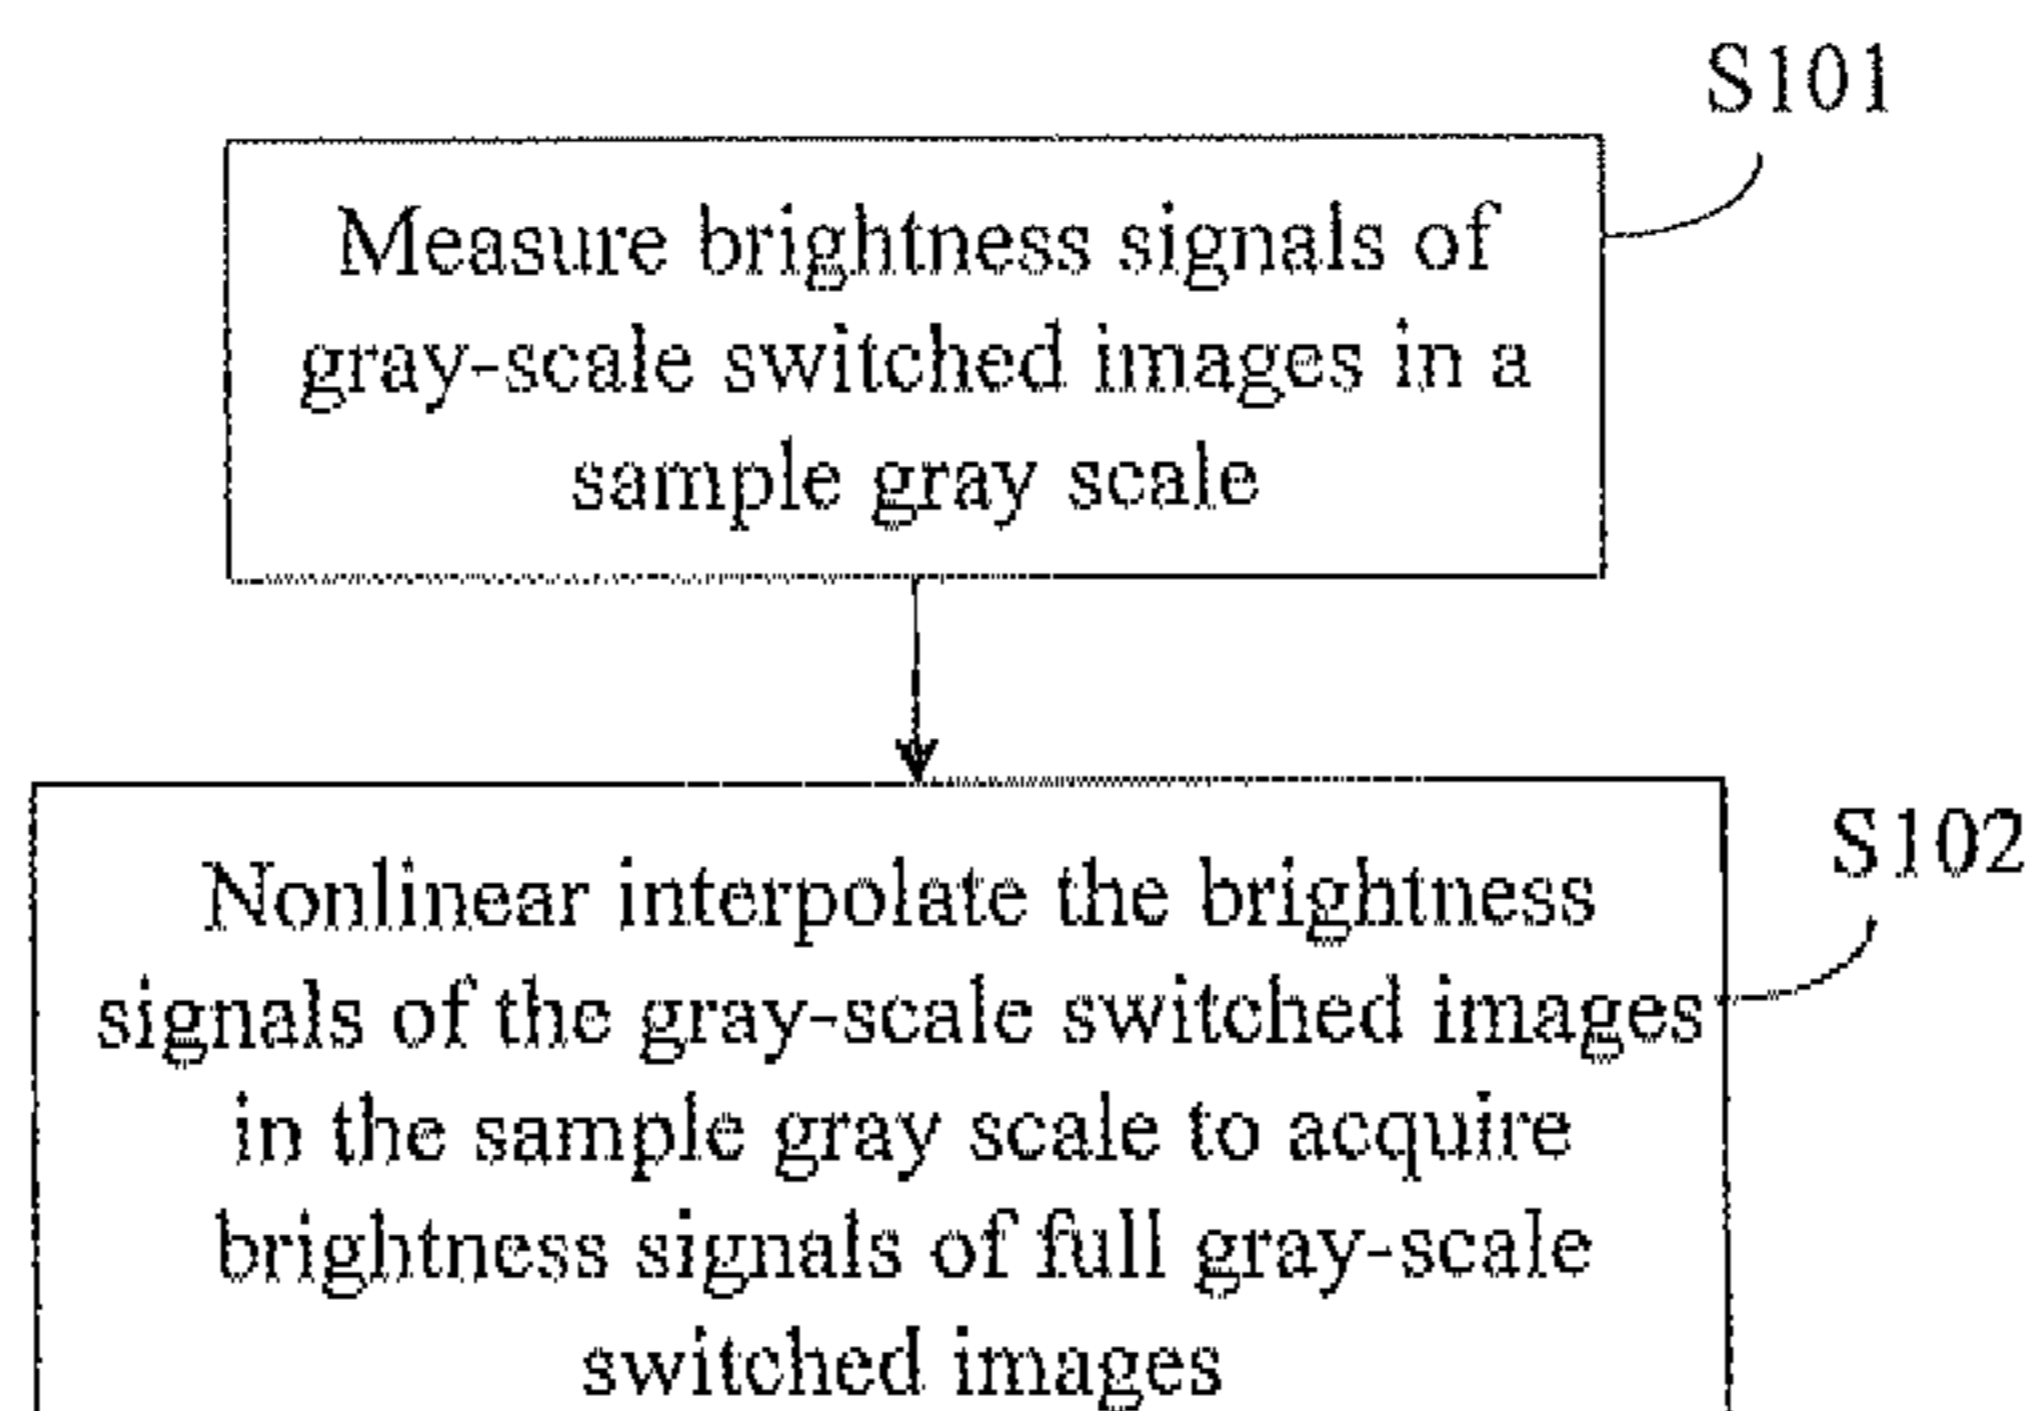 S101
Measure brightness signals of
gray-scale switched images in a
sample gray scale
S102
Nonlinear interpolate the brightness
signals of the gray-scale switched images
in the sample gray scale to acquire
brightness signals of full gray-scale
switched images